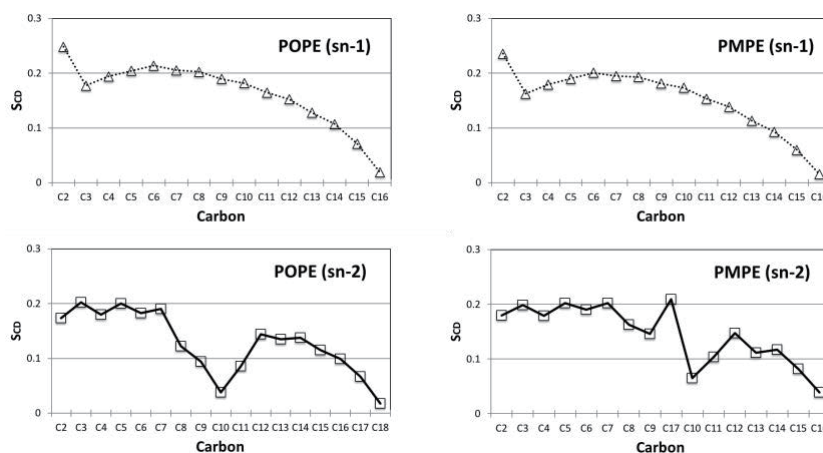 0.3
POPE (sn-1)
0.2
SCD
0.1
0
C2 C3 C4 C5 C6 C7 C8 C9 C10 C11 C12 C13 C14 C15 C16
Carbon
0.3
PMPE (sn-1)
0.2
SCD
0.1
0
C2 C3 C4 C5 C6 C7 C8 C9 C10 C11 C12 C13 C14 C15 C1
Carbon
0.3
POPE (sn-2)
0.2
SCD
0.1
0
C2 C3 C4 C5 C6 C7 C8 C9 C10 C11 C12 C13 C14 C15 C16 C17 C18
Carbon
0.3
PMPE (sn-2)
0.2
SCD
0.1
0
C2 C3 C4 C5 C6 C7 C8 C9 C17 C10 C11 C12 C13 C14 C15 C1
Carbon